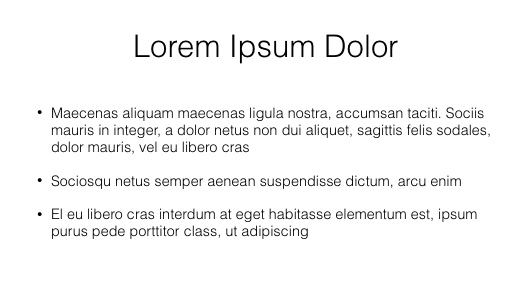 Lorem Ipsum Dolor
• Maecenas aliquam maecenas ligula nostra, accumsan taciti. Sociis
mauris in integer, a dolor netus non dui aliquet, sagittis felis sodales,
dolor mauris, vel eu libero cras
• Sociosqu netus semper aenean suspendisse dictum, arcu enim
• El eu libero cras interdum at eget habitasse elementum est, ipsum
purus pede porttitor class, ut adipiscing